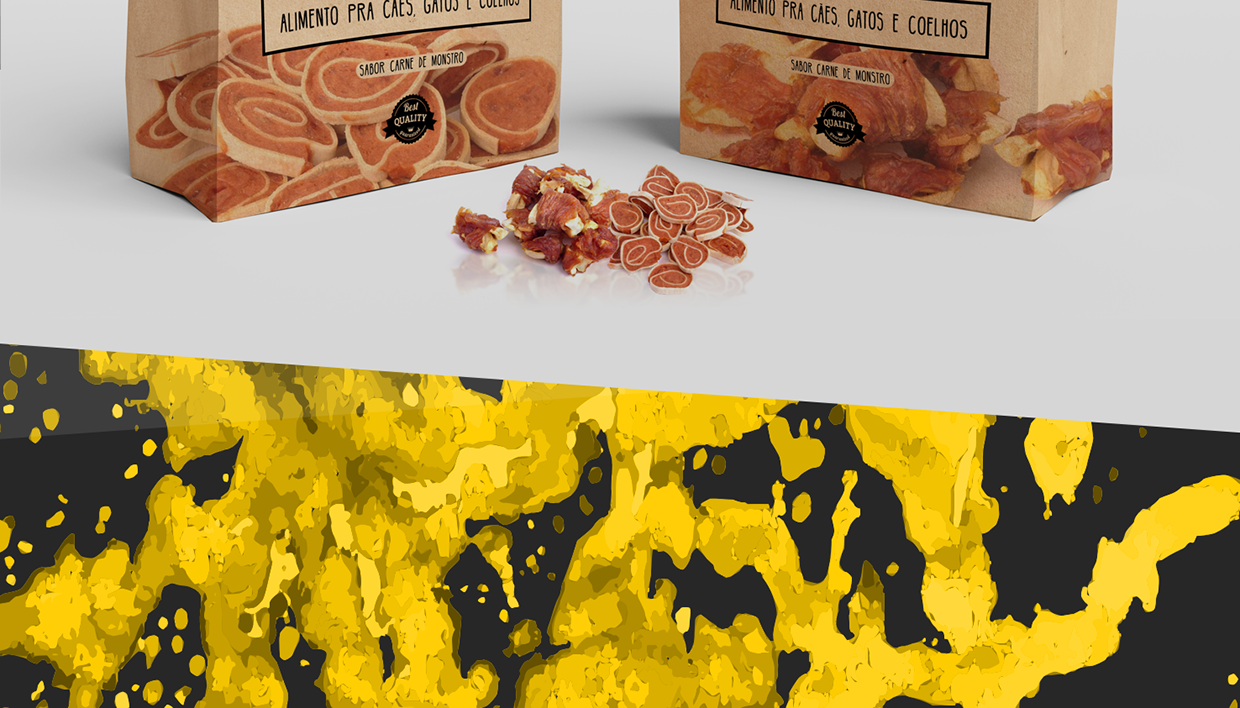 ALIMENTO PRA CÃES, GATOS E COELHOS
SABOR CARNE DE MONSTRO
Best
QUALITY
ALIMENTO PRA CÃES, GATOS E COELHOS
SABOR CARNE DE MONSTRO
Best
QUALITY